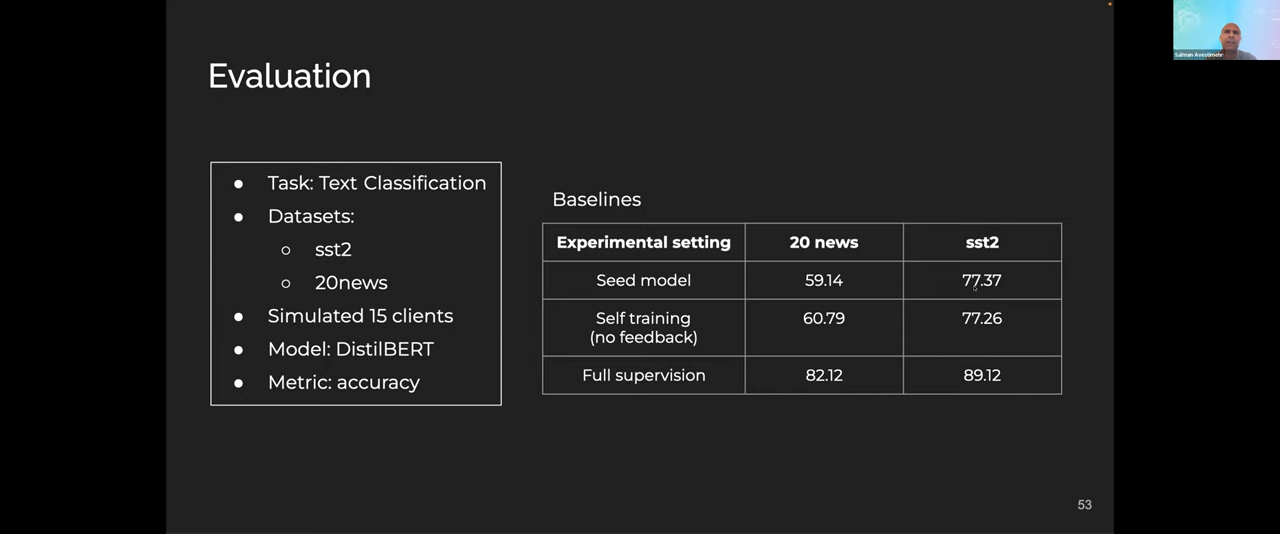 Evaluation
● Task: Text Classification
● Datasets:
○ sst2
○ 20news
● Simulated 15 clients
● Model: DistilBERT
● Metric: accuracy
Baselines
Experimental setting 20 news sst2
Seed model 59.14 77.37
Self training
(no feedback) 60.79 77.26
Full supervision 82.12 89.12
53
Salman Avestimehr